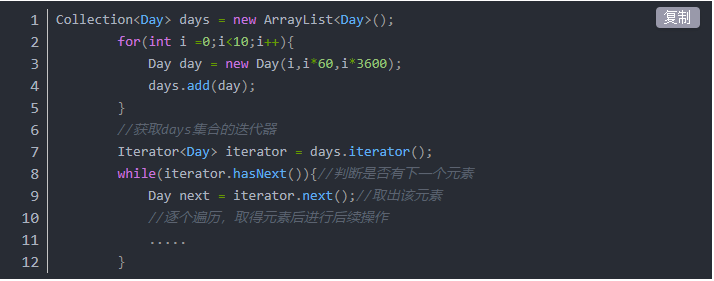 复制
1 Collection<Day> days = new ArrayList<Day>();
2 for(int i =0;i<10;i++){
3 Day day = new Day(i,i*60,i*3600);
4 days.add(day);
5 }
6 //获取days集合的迭代器
7 Iterator<Day> iterator = days.iterator();
8 while(iterator.hasNext()){//判断是否有下一个元素
9 Day next = iterator.next();//取出该元素
10 //逐个遍历，取得元素后进行后续操作
11 .....
12 }